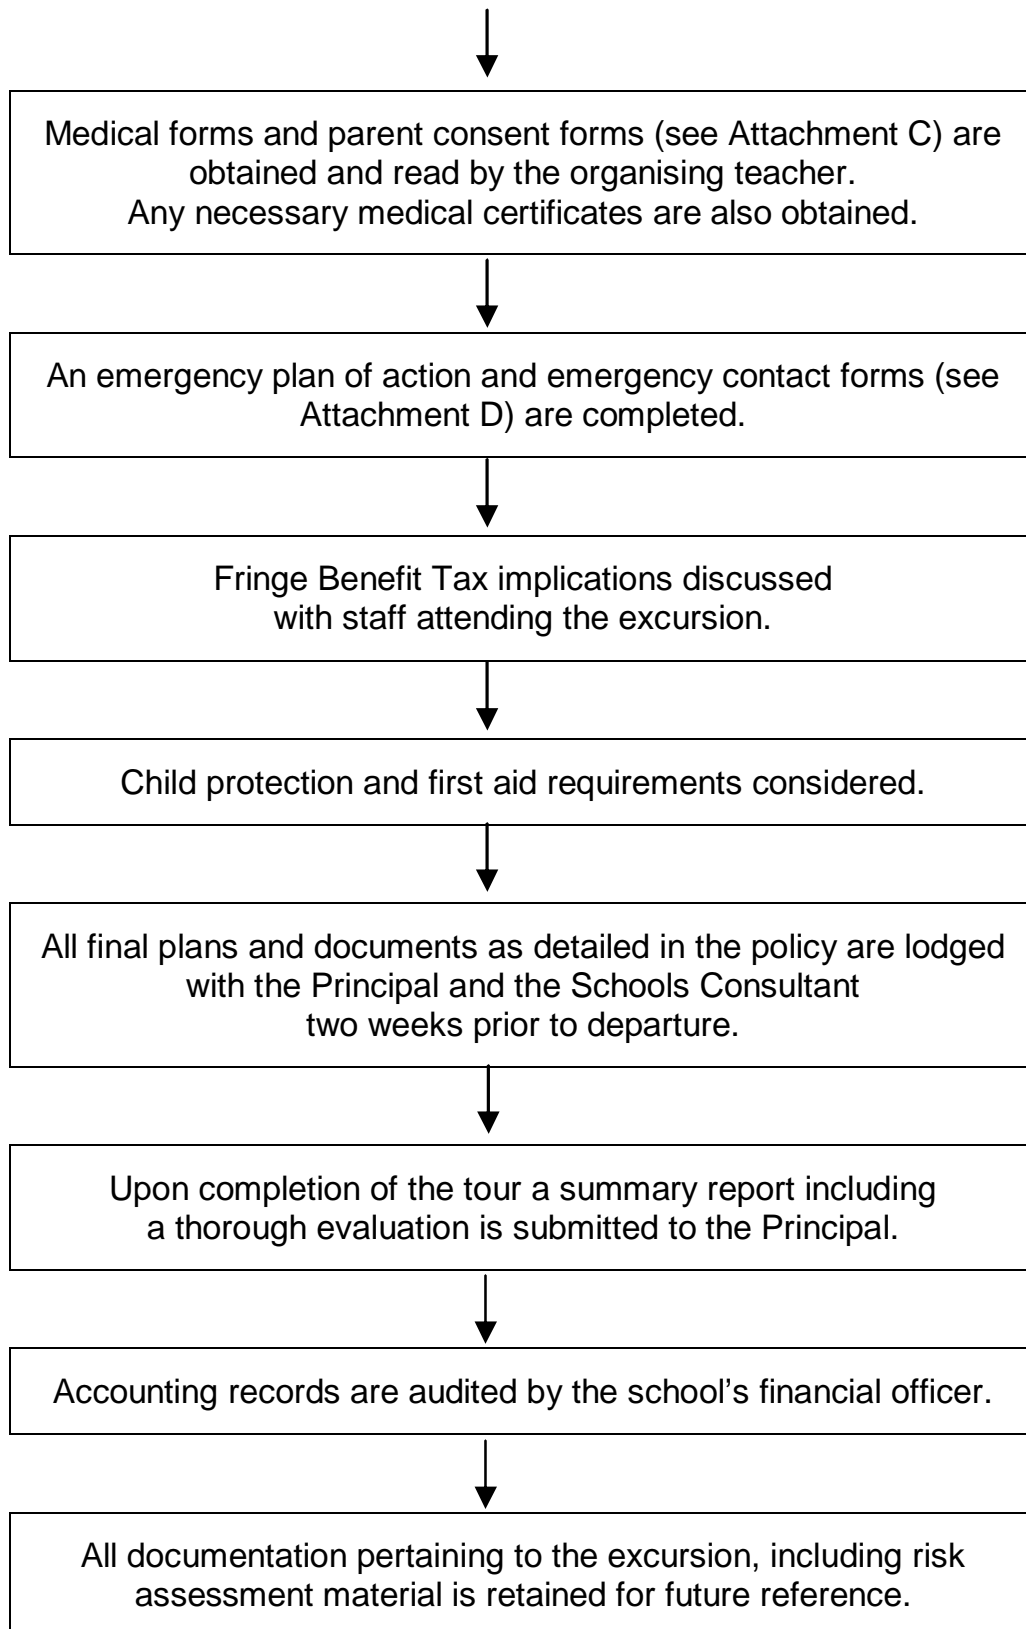 Medical forms and parent consent forms (see Attachment C) are
obtained and read by the organising teacher.
Any necessary medical certificates are also obtained.
An emergency plan of action and emergency contact forms (see
Attachment D) are completed.
Fringe Benefit Tax implications discussed
with staff attending the excursion.
Child protection and first aid requirements considered.
All final plans and documents as detailed in the policy are lodged
with the Principal and the Schools Consultant
two weeks prior to departure.
Upon completion of the tour a summary report including
a thorough evaluation is submitted to the Principal.
Accounting records are audited by the school’s financial officer.
All documentation pertaining to the excursion, including risk
assessment material is retained for future reference.